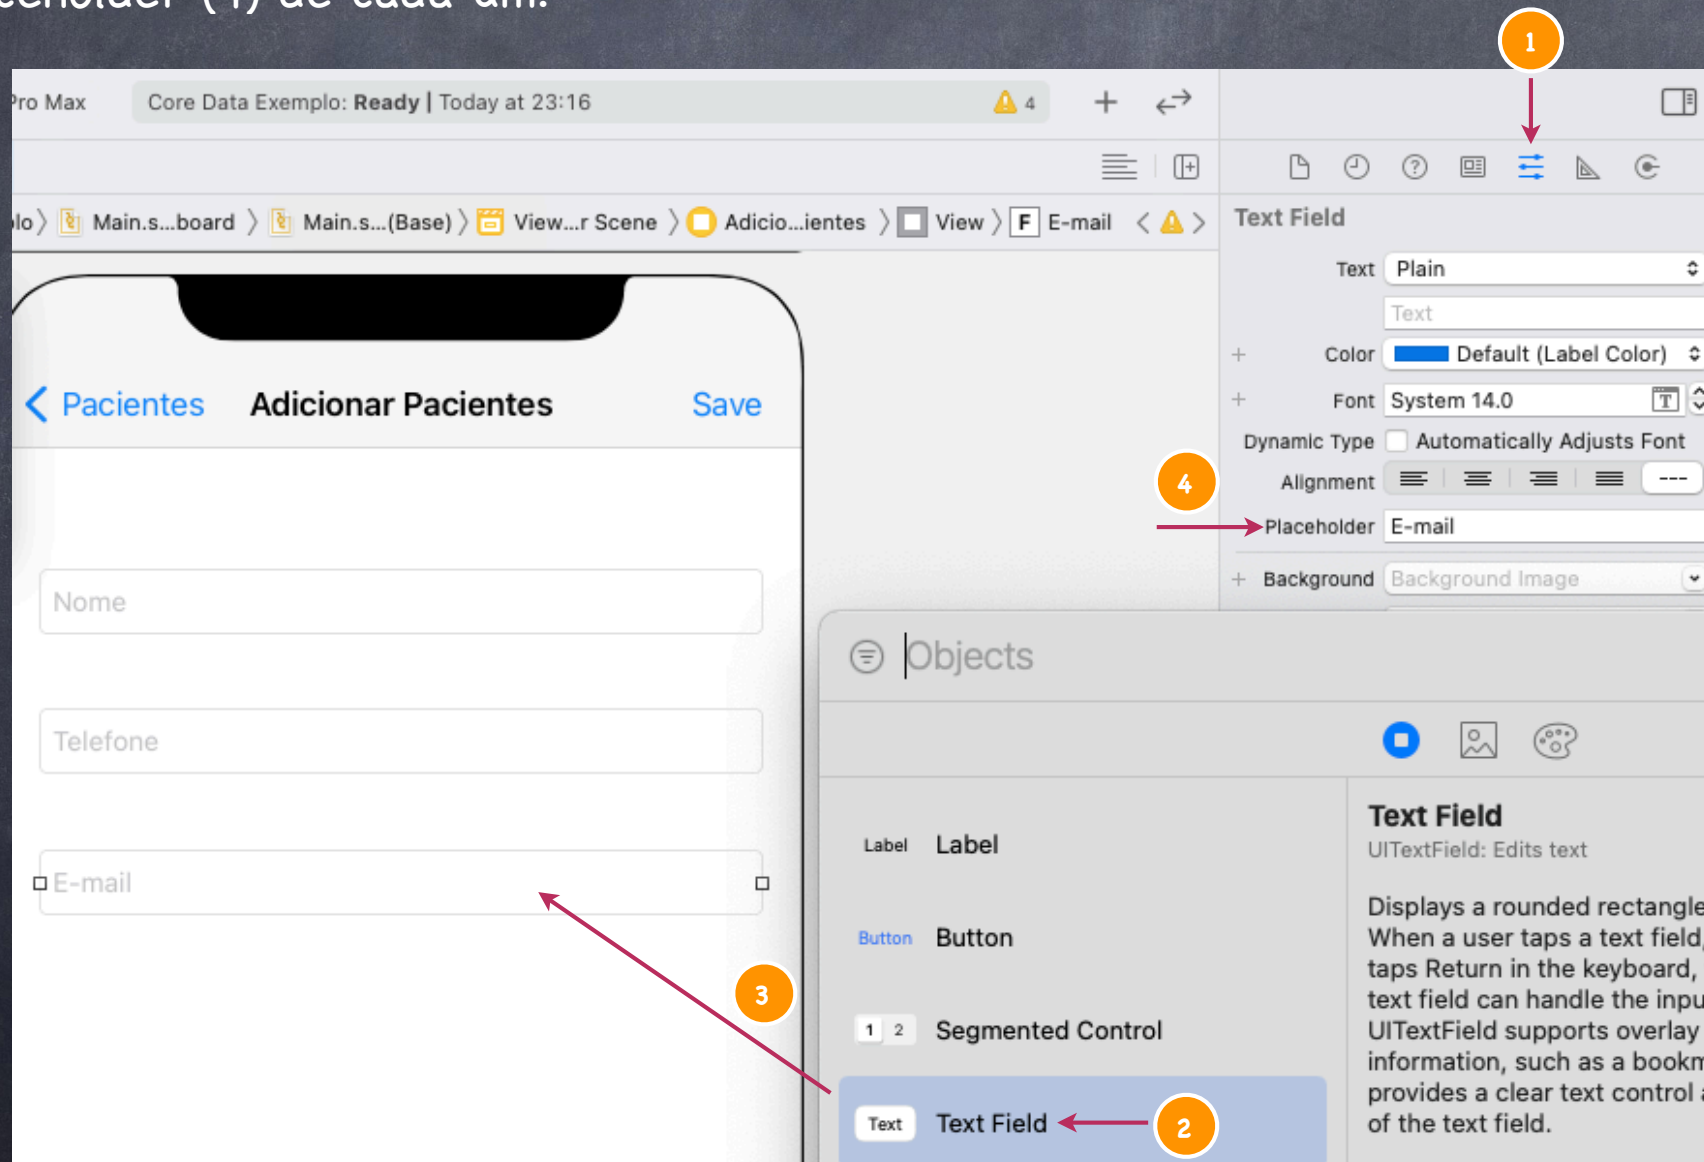 (4) de cada um.
1
Pro Max
Core Data Exemplo: Ready | Today at 23:16
4
Main.s...board
Main.s...(Base)
View...r Scene
Adicio...ientes
View
F
E-mail
Text Field
Text
Plain
Text
Color
Default (Label Color)
Font
System 14.0
Dynamic Type
Automatically Adjusts Font
Alignment
4
Placeholder
E-mail
Background
Background Image
Pacientes
Adicionar Pacientes
Save
Nome
Telefone
E-mail
3
Objects
Label
Label
Button
Button
1 2
Segmented Control
Text
Text Field
2
Text Field
UITextField: Edits text
Displays a rounded rectangle
When a user taps a text field,
taps Return in the keyboard,
text field can handle the
UITextField supports overlay
information, such as a
provides a clear text control
of the text field.